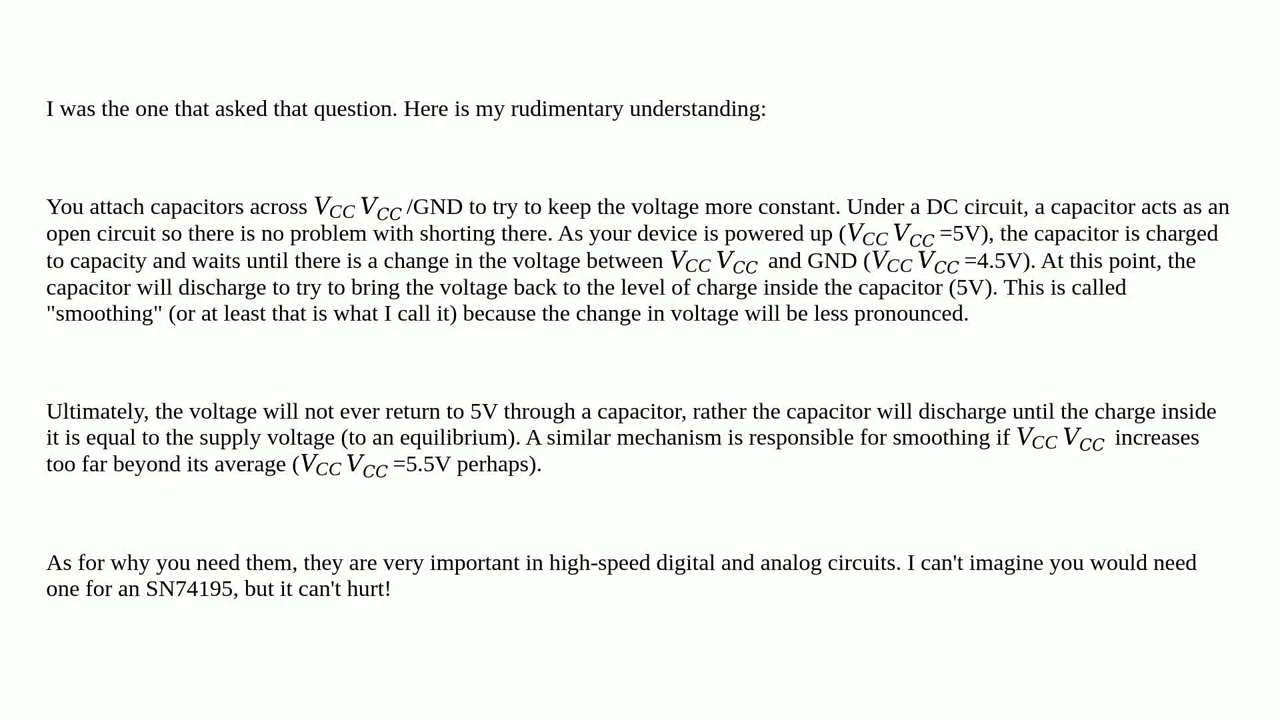 I was the one that asked that question. Here is my rudimentary understanding:
You attach capacitors across VCC VCC /GND to try to keep the voltage more constant. Under a DC circuit, a capacitor acts as an
open circuit so there is no problem with shorting there. As your device is powered up (VCC VCC =5V), the capacitor is charged
to capacity and waits until there is a change in the voltage between VCC VCC and GND (VCC VCC =4.5V). At this point, the
capacitor will discharge to try to bring the voltage back to the level of charge inside the capacitor (5V). This is called
"smoothing" (or at least that is what I call it) because the change in voltage will be less pronounced.
Ultimately, the voltage will not ever return to 5V through a capacitor, rather the capacitor will discharge until the charge inside
it is equal to the supply voltage (to an equilibrium). A similar mechanism is responsible for smoothing if VCC VCC increases
too far beyond its average (VCC VCC =5.5V perhaps).
As for why you need them, they are very important in high-speed digital and analog circuits. I can't imagine you would need
one for an SN74195, but it can't hurt!